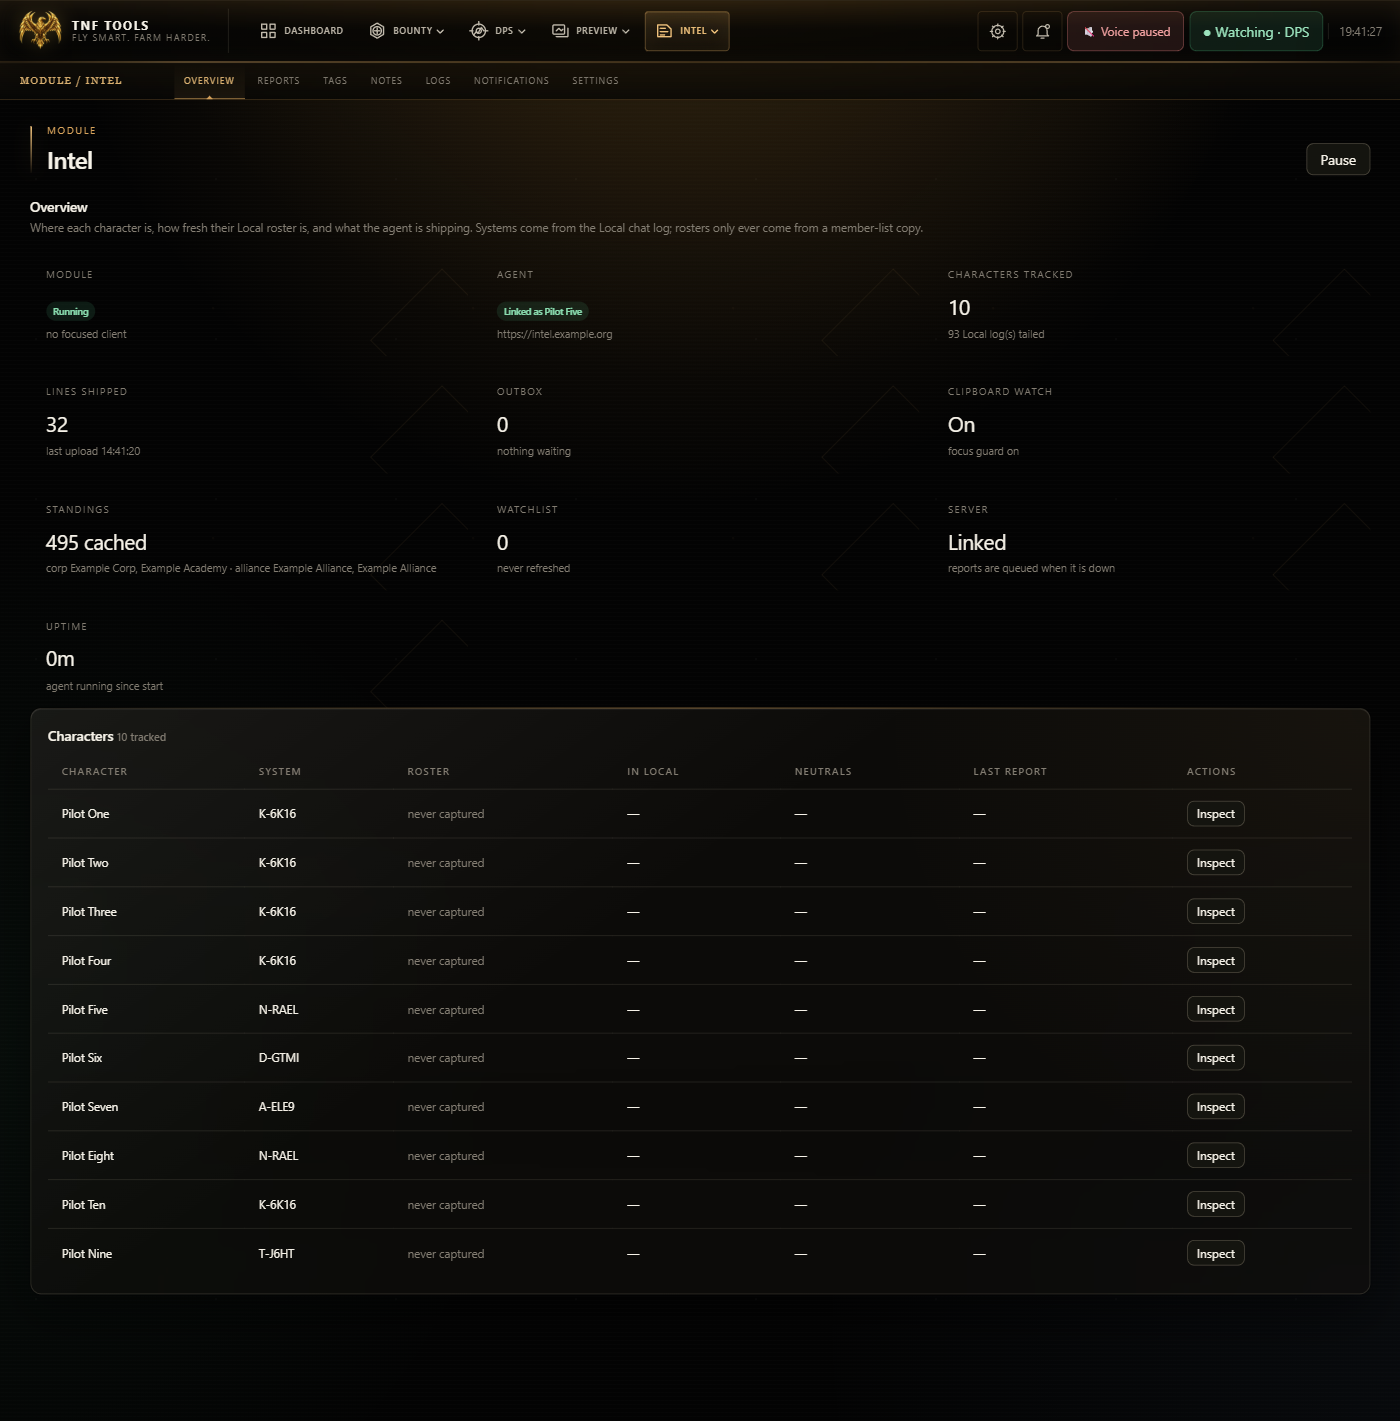 TNF TOOLS
FLY SMART. FARM HARDER.
DASHBOARD
BOUNTY
DPS
PREVIEW
INTEL
Voice paused
Watching · DPS
19:41:27
MODULE / INTEL
OVERVIEW
REPORTS
TAGS
NOTES
LOGS
NOTIFICATIONS
SETTINGS
MODULE
Intel
Pause
Overview
Where each character is, how fresh their Local roster is, and what the agent is shipping. Systems come from the Local chat log; rosters only ever come from a member-list copy.
MODULE
Running
no focused client
AGENT
Linked as Pilot Five
https://intel.example.org
CHARACTERS TRACKED
10
93 Local log(s) tailed
LINES SHIPPED
32
last upload 14:41:20
OUTBOX
0
nothing waiting
CLIPBOARD WATCH
On
focus guard on
STANDINGS
495 cached
corp Example Corp, Example Academy · alliance Example Alliance, Example Alliance
WATCHLIST
0
never refreshed
SERVER
Linked
reports are queued when it is down
UPTIME
0m
agent running since start
Characters 10 tracked
CHARACTER SYSTEM ROSTER IN LOCAL NEUTRALS LAST REPORT ACTIONS
Pilot One K-6K16 never captured — — — Inspect
Pilot Two K-6K16 never captured — — — Inspect
Pilot Three K-6K16 never captured — — — Inspect
Pilot Four K-6K16 never captured — — — Inspect
Pilot Five N-RAEL never captured — — — Inspect
Pilot Six D-GTMI never captured — — — Inspect
Pilot Seven A-ELE9 never captured — — — Inspect
Pilot Eight N-RAEL never captured — — — Inspect
Pilot Ten K-6K16 never captured — — — Inspect
Pilot Nine T-J6HT never captured — — — Inspect